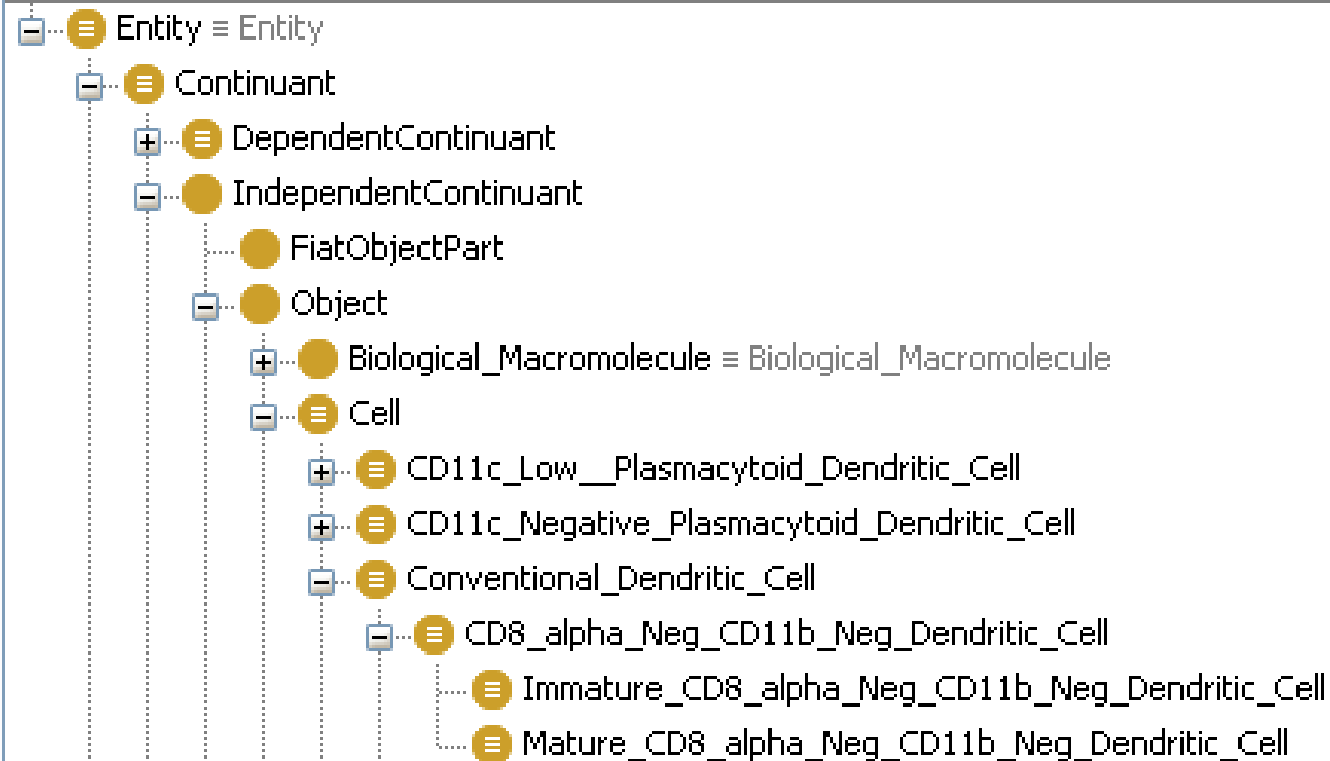 Entity ≡ Entity
Continuant
DependentContinuant
IndependentContinuant
FiatObjectPart
Object
Biological_Macromolecule ≡ Biological_Macromolecule
Cell
CD11c_Low__Plasmacytoid_Dendritic_Cell
CD11c_Negative_Plasmacytoid_Dendritic_Cell
Conventional_Dendritic_Cell
CD8_alpha_Neg_CD11b_Neg_Dendritic_Cell
Immature_CD8_alpha_Neg_CD11b_Neg_Dendritic_Cell
Mature_CD8_alpha_Neg_CD11b_Neg_Dendritic_Cell